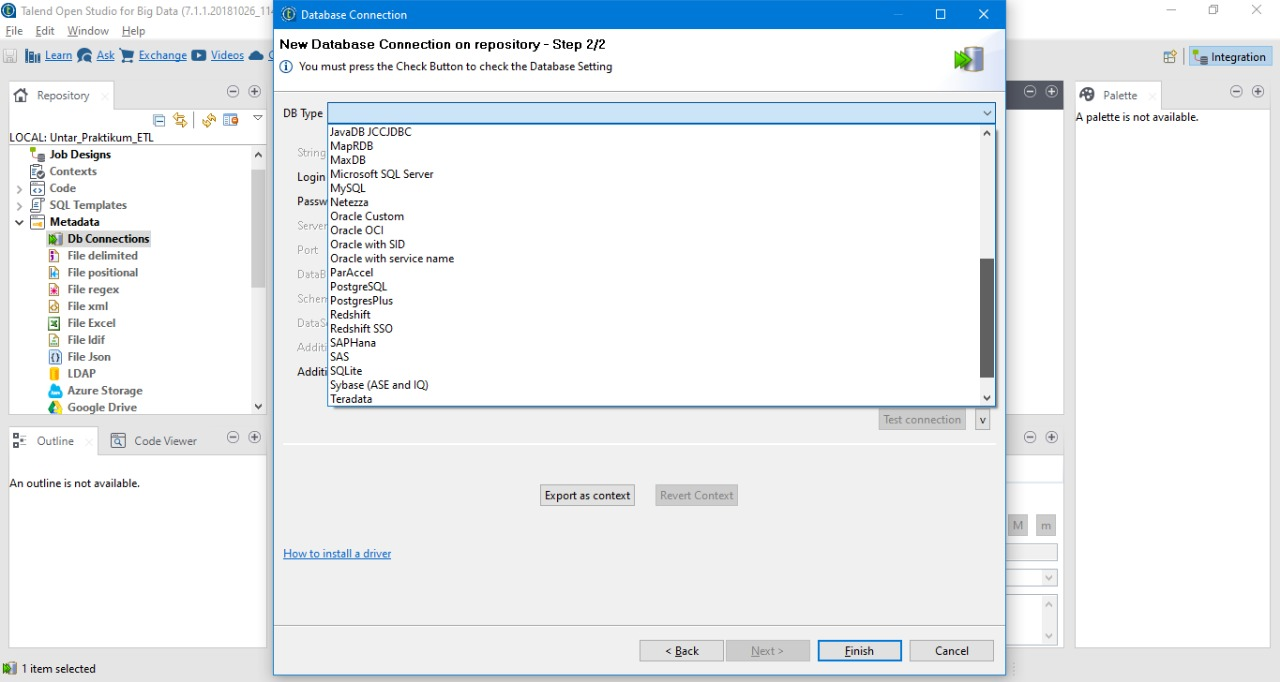 Talend Open Studio for Big Data (7.1.1.20181026_114
File Edit Window Help
Learn Ask Exchange Videos
Integration
Repository
LOCAL: Untar_Praktikum_ETL
Job Designs
Contexts
Code
SQL Templates
Metadata
Db Connections
File delimited
File positional
File regex
File xml
File Excel
File ldif
File Json
LDAP
Azure Storage
Google Drive
Outline
Code Viewer
An outline is not available.
1 item selected
Database Connection
New Database Connection on repository - Step 2/2
You must press the Check Button to check the Database Setting
DB Type
String
Login
Passw
Server
Port
DataB
Schem
DataS
Additi
Additi
JavaDB JCCJDBC
MapRDB
MaxDB
Microsoft SQL Server
MySQL
Netezza
Oracle Custom
Oracle OCI
Oracle with SID
Oracle with service name
ParAccel
PostgreSQL
PostgresPlus
Redshift
Redshift SSO
SAPHana
SAS
SQLite
Sybase (ASE and IQ)
Teradata
Test connection
v
Export as context
Revert Context
How to install a driver
< Back
Next >
Finish
Cancel
Palette
A palette is not available.
M
m